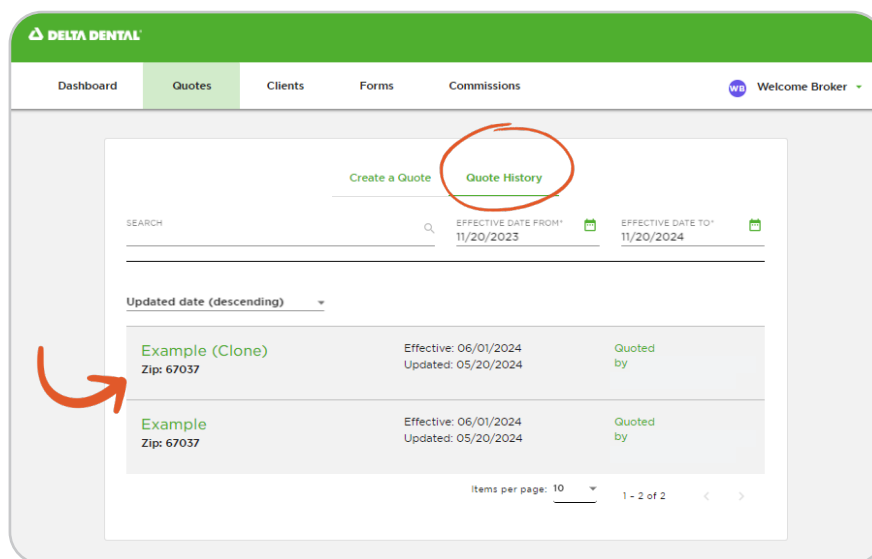 DELTA DENTAL
Dashboard Quotes Clients Forms Commissions WB Welcome Broker
Create a Quote Quote History
SEARCH EFFECTIVE DATE FROM* EFFECTIVE DATE TO*
11/20/2023 11/20/2024
Updated date (descending)
Example (Clone) Effective: 06/01/2024 Quoted
Zip: 67037 Updated: 05/20/2024 by
Example Effective: 06/01/2024 Quoted
Zip: 67037 Updated: 05/20/2024 by
Items per page: 10 1 – 2 of 2